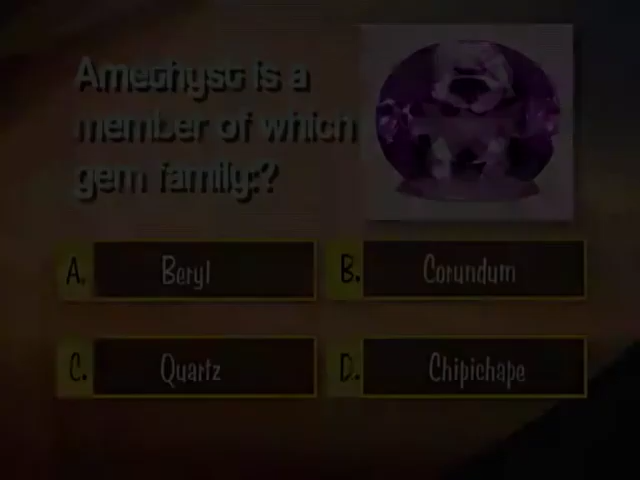 Amethyst is a
member of which
gem family:?
A. Beryl
B. Corundum
C. Quartz
D. Chipichape